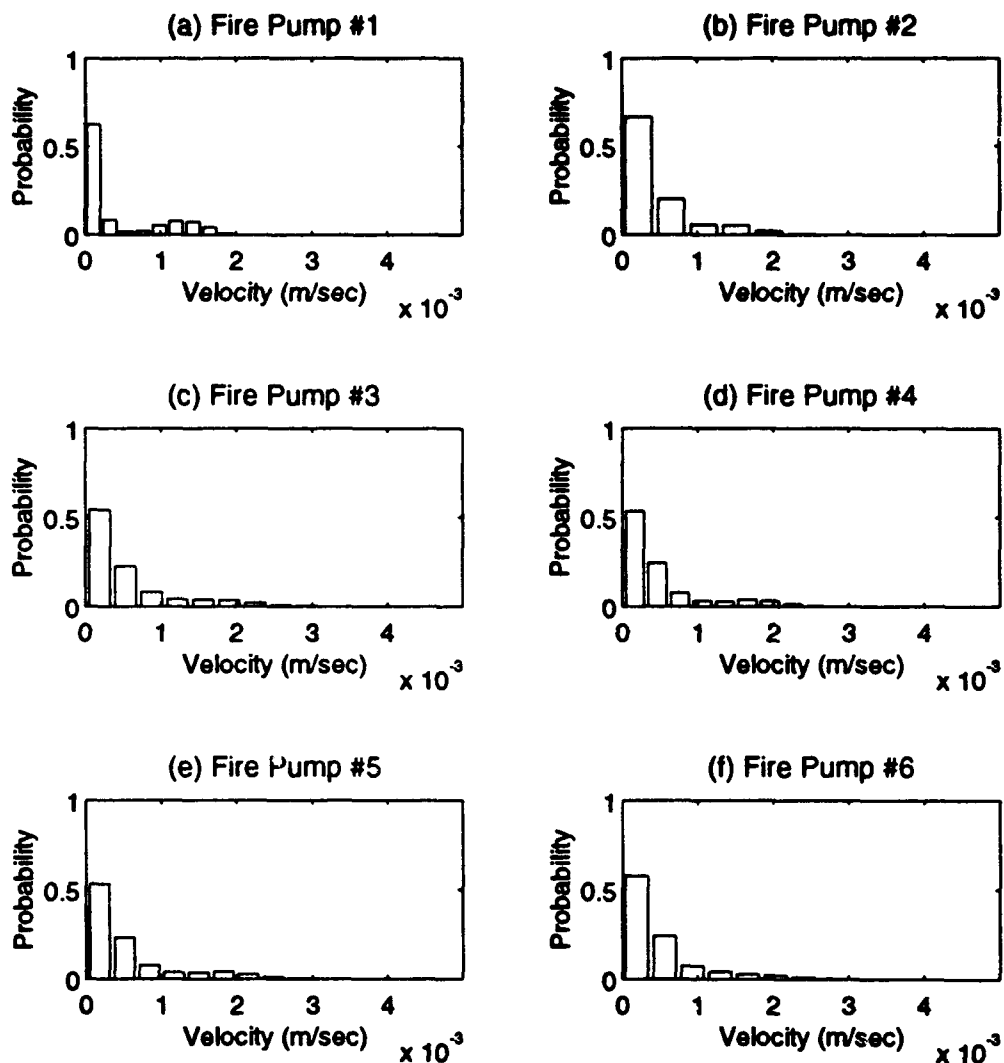 (a) Fire Pump #1
1
0.5
0
Probability
0 1 2 3 4
Velocity (m/sec)
x 10^-3
(b) Fire Pump #2
1
0.5
0
Probability
0 1 2 3 4
Velocity (m/sec)
x 10^-3
(c) Fire Pump #3
1
0.5
0
Probability
0 1 2 3 4
Velocity (m/sec)
x 10^-3
(d) Fire Pump #4
1
0.5
0
Probability
0 1 2 3 4
Velocity (m/sec)
x 10^-3
(e) Fire Pump #5
1
0.5
0
Probability
0 1 2 3 4
Velocity (m/sec)
x 10^-3
(f) Fire Pump #6
1
0.5
0
Probability
0 1 2 3 4
Velocity (m/sec)
x 10^-3